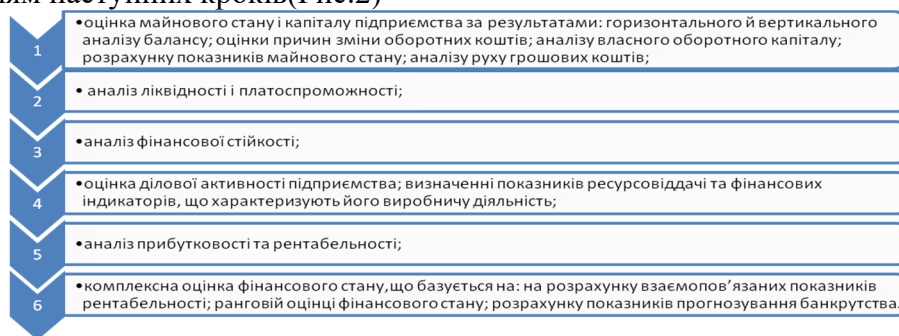 наступних кроків(Рис.2)
1
•оцінка майнового стану і капіталу підприємства за результатами: горизонтального й вертикального
аналізу балансу; оцінки причин зміни оборотних коштів; аналізу власного оборотного капіталу;
розрахунку показників майнового стану; аналізу руху грошових коштів;
2
• аналіз ліквідності і платоспроможності;
3
•аналіз фінансової стійкості;
4
•оцінка ділової активності підприємства; визначенні показників ресурсовіддачі та фінансових
індикаторів, що характеризують його виробничу діяльність;
5
•аналіз прибутковості та рентабельності;
6
•комплексна оцінка фінансового стану,що базується на: на розрахунку взаємопов’язаних показників
рентабельності; ранговій оцінці фінансового стану; розрахунку показників прогнозування банкрутства.